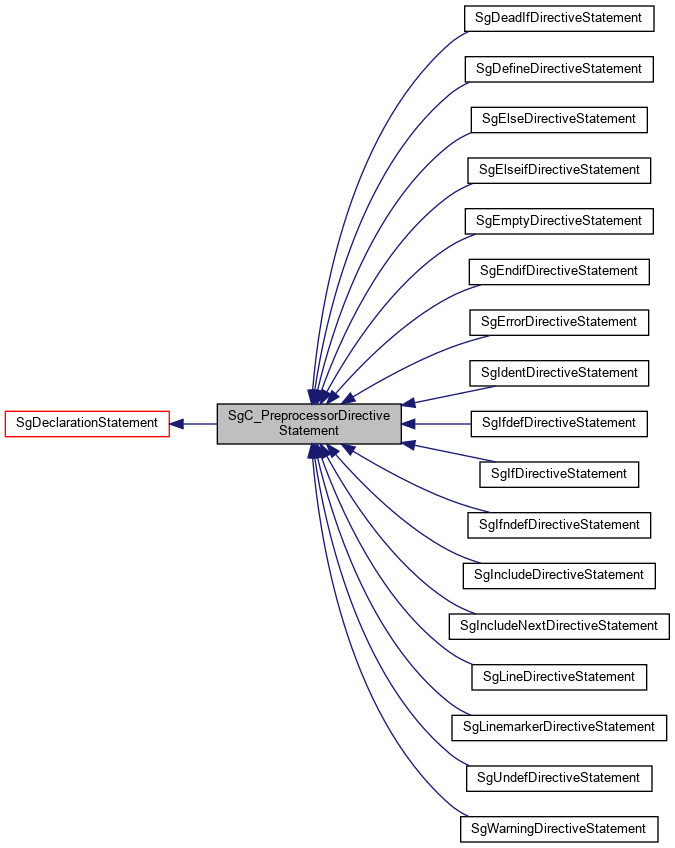 SgDeclarationStatement
SgC_PreprocessorDirective
Statement
SgDeadIfDirectiveStatement
SgDefineDirectiveStatement
SgElseDirectiveStatement
SgElseifDirectiveStatement
SgEmptyDirectiveStatement
SgEndifDirectiveStatement
SgErrorDirectiveStatement
SgIdentDirectiveStatement
SgIfdefDirectiveStatement
SgIfDirectiveStatement
SgIfndefDirectiveStatement
SgIncludeDirectiveStatement
SgIncludeNextDirectiveStatement
SgLineDirectiveStatement
SgLinemarkerDirectiveStatement
SgUndefDirectiveStatement
SgWarningDirectiveStatement